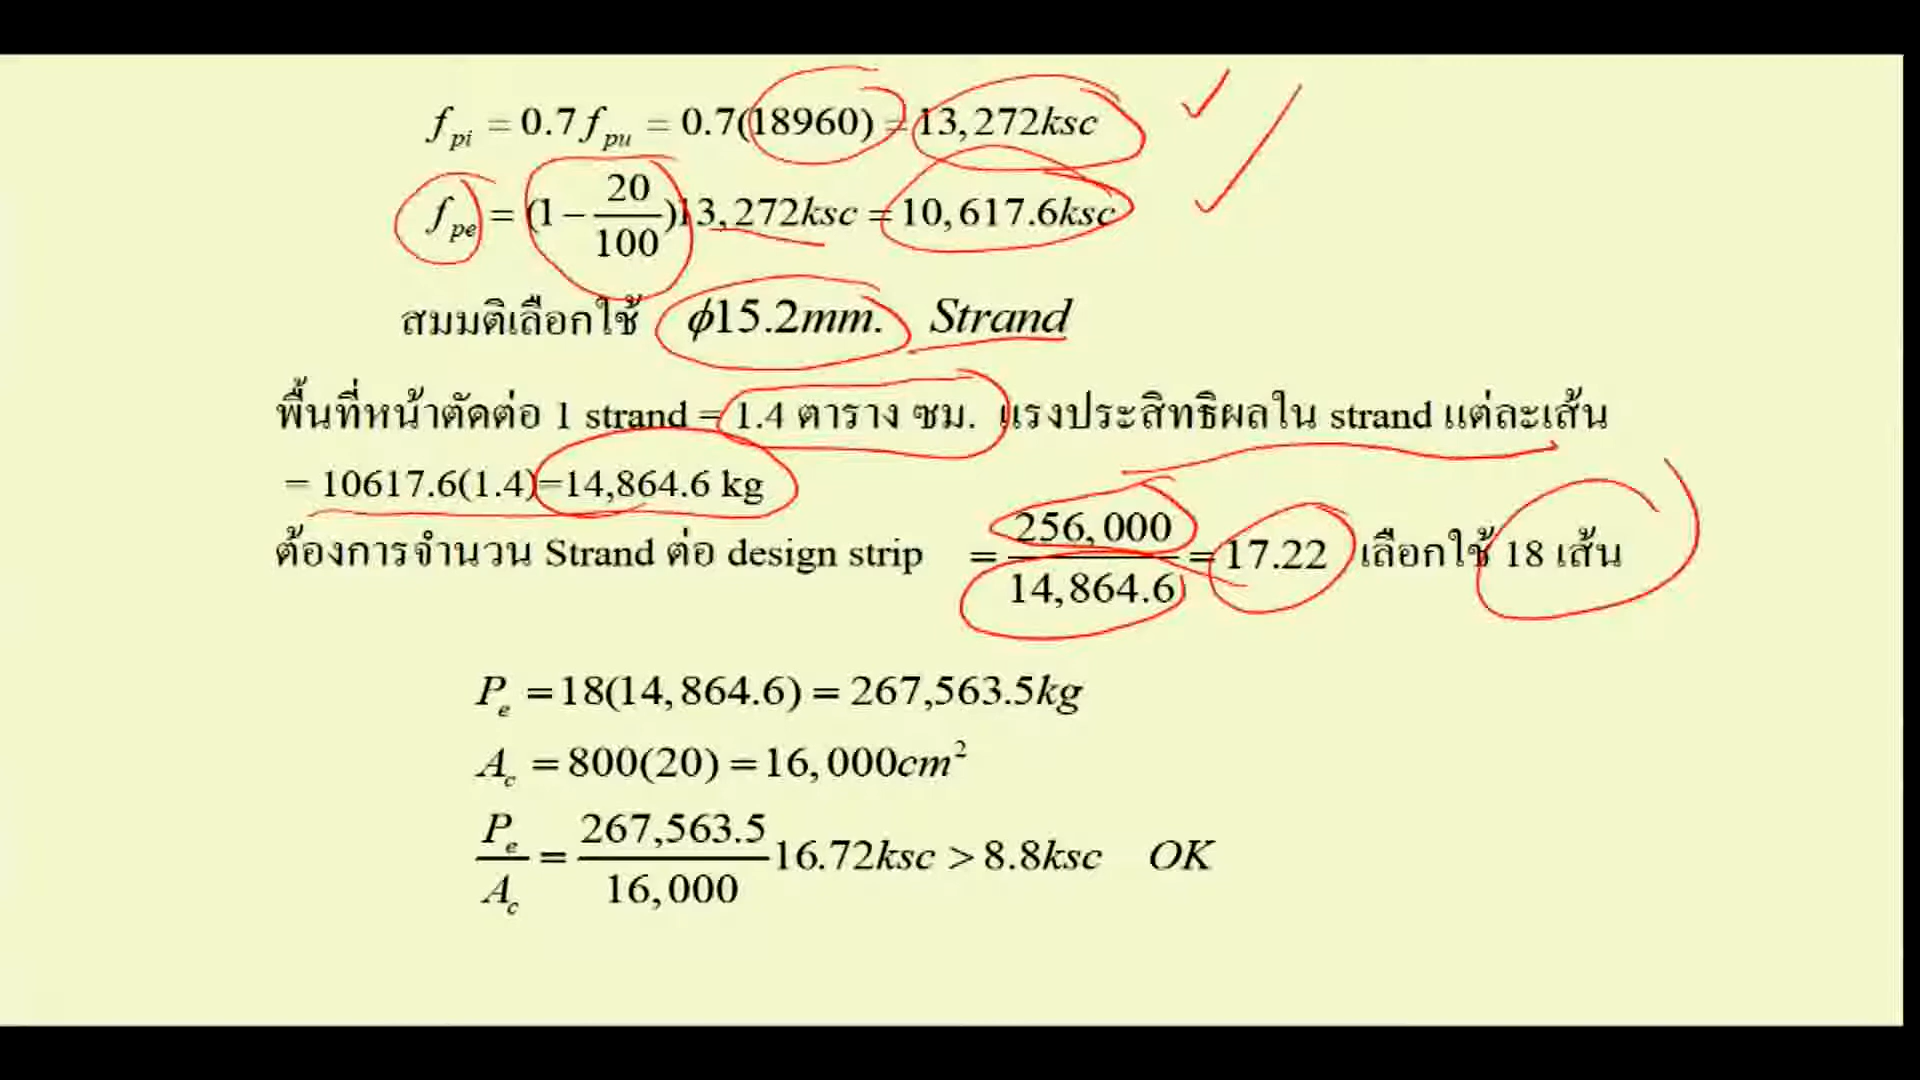 f_pi = 0.7 f_pu = 0.7(18960) = 13,272ksc
f_pe = (1 − 20/100)13,272ksc = 10,617.6ksc
สมมติเลือกใช้ ϕ15.2mm. Strand
พื้นที่หน้าตัดต่อ 1 strand = 1.4 ตาราง ซม. แรงประสิทธิผลใน strand แต่ละเส้น
= 10617.6(1.4)=14,864.6 kg
ต้องการจำนวน Strand ต่อ design strip = 256,000/14,864.6 = 17.22 เลือกใช้ 18 เส้น
P_e = 18(14,864.6) = 267,563.5kg
A_c = 800(20) = 16,000cm²
P_e/A_c = 267,563.5/16,000 16.72ksc > 8.8ksc OK